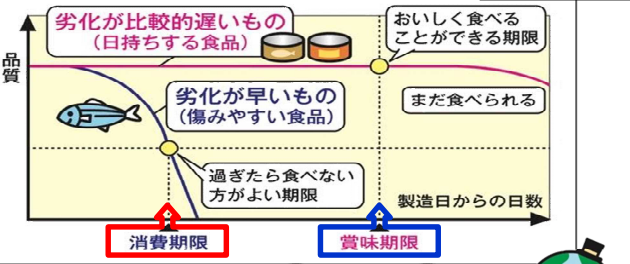 劣化が比較的遅いもの
（日持ちする食品）
おいしく食べる
ことができる期限
品質
劣化が早いもの
（傷みやすい食品）
まだ食べられる
過ぎたら食べない
方がよい期限
製造日からの日数
消費期限
賞味期限